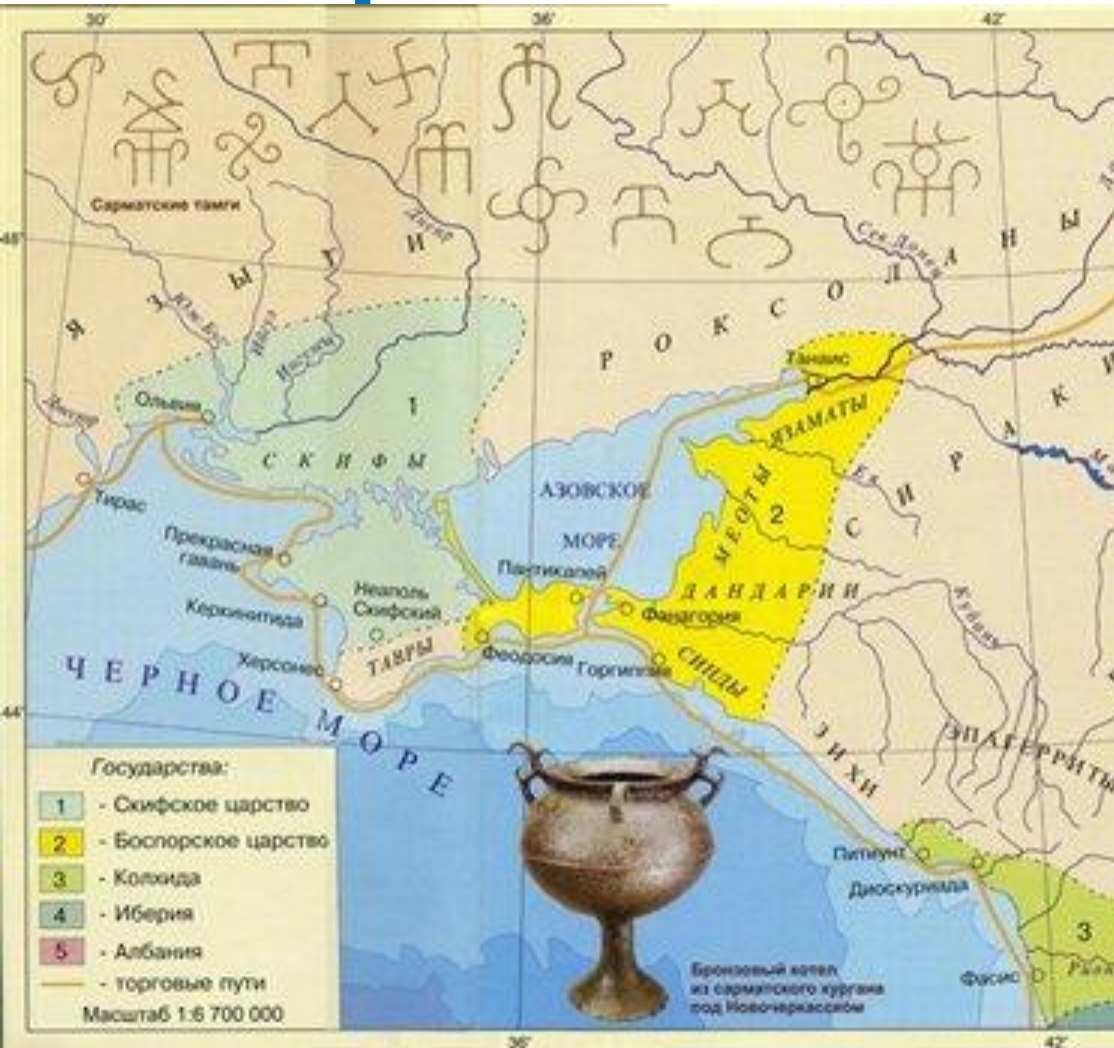 30°
36°
42°
Сарматские тамги
48°
Днепр
Сев. Донец
Я З Ы Г И
Р О К С О Л А Н Ы
Юж. Буг
Ингул
Ингулец
Днестр
Ольвия
1
С К И Ф Ы
Тирас
Танаис
ЯЗАМАТЫ
С И Р А К И
Ея
АЗОВСКОЕ
МОРЕ
МЕОТЫ
2
Прекрасная
гавань
Пантикапей
ДАНДАРИИ
Неаполь
Скифский
Керкинитида
Фанагория
Кубань
Херсонес
ТАВРЫ
Феодосия
Горгиппия
СИНДЫ
ЧЕРНОЕ МОРЕ
44°
ЗИХИ
ЭПАГЕРРИТЫ
Государства:
1 - Скифское царство
2 - Боспорское царство
3 - Колхида
4 - Иберия
5 - Албания
- торговые пути
Масштаб 1:6 700 000
Питиунт
Диоскуриада
3
Фасис
Бронзовый котел
из сарматского кургана
под Новочеркасском
36°
42°